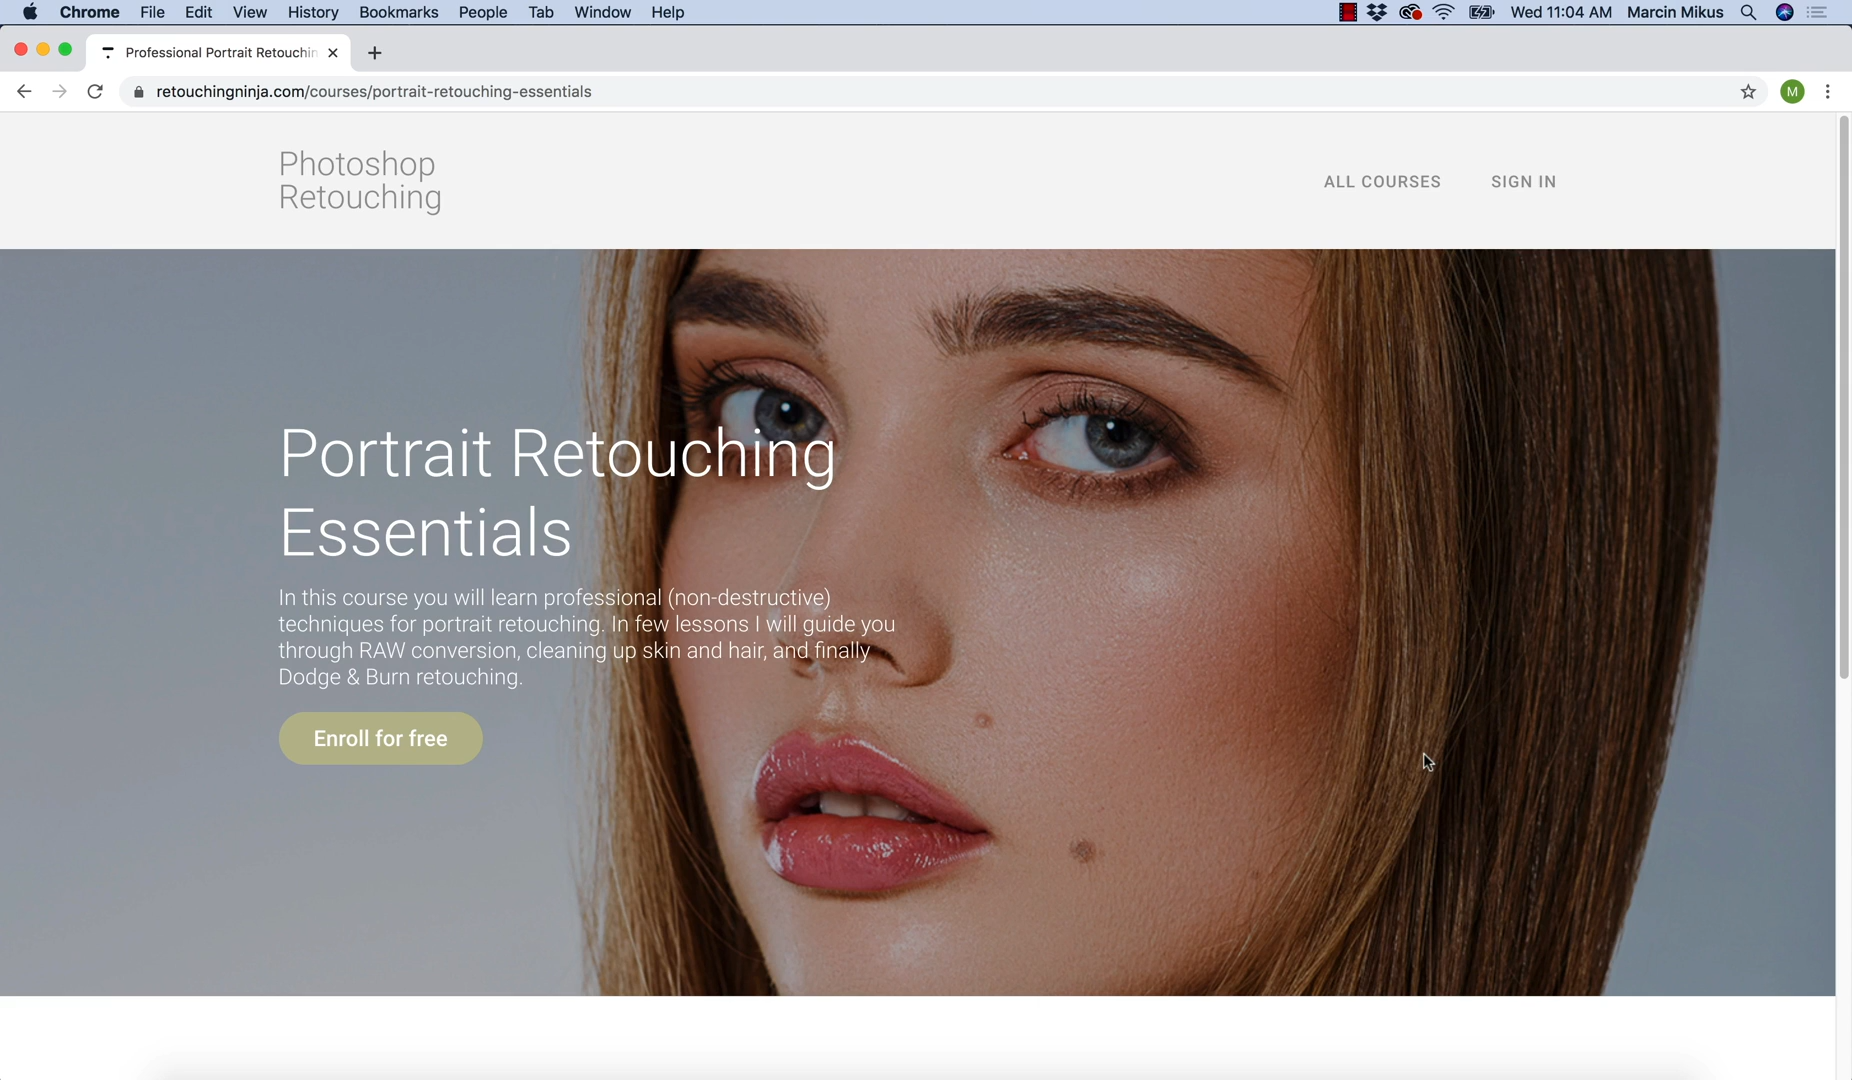 Chrome File Edit View History Bookmarks People Tab Window Help Wed 11:04 AM Marcin Mikus
Professional Portrait Retouchin
retouchingninja.com/courses/portrait-retouching-essentials
M
Photoshop
Retouching
ALL COURSES SIGN IN
Portrait Retouching
Essentials
In this course you will learn professional (non-destructive)
techniques for portrait retouching. In few lessons I will guide you
through RAW conversion, cleaning up skin and hair, and finally
Dodge & Burn retouching.
Enroll for free